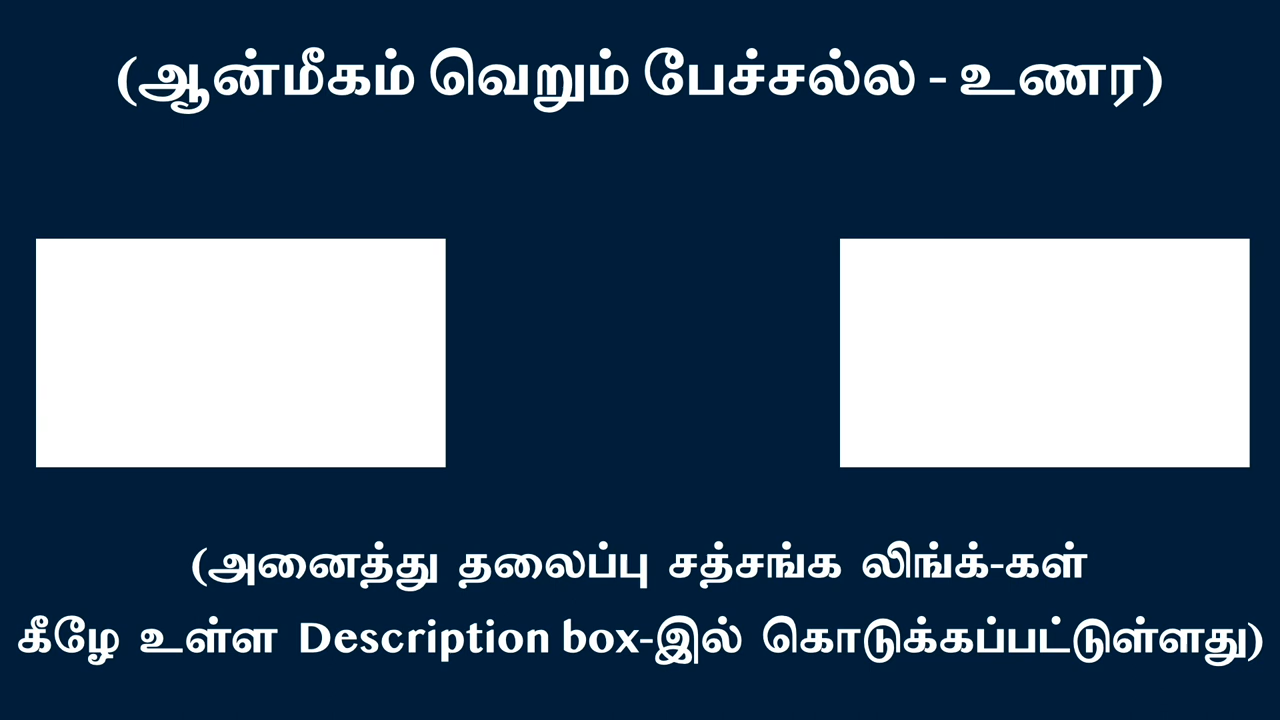 (ஆன்மீகம் வெறும் பேச்சல்ல - உணர)
(அனைத்து தலைப்பு சத்சங்க லிங்க்-கள்
கீழே உள்ள Description box-இல் கொடுக்கப்பட்டுள்ளது)